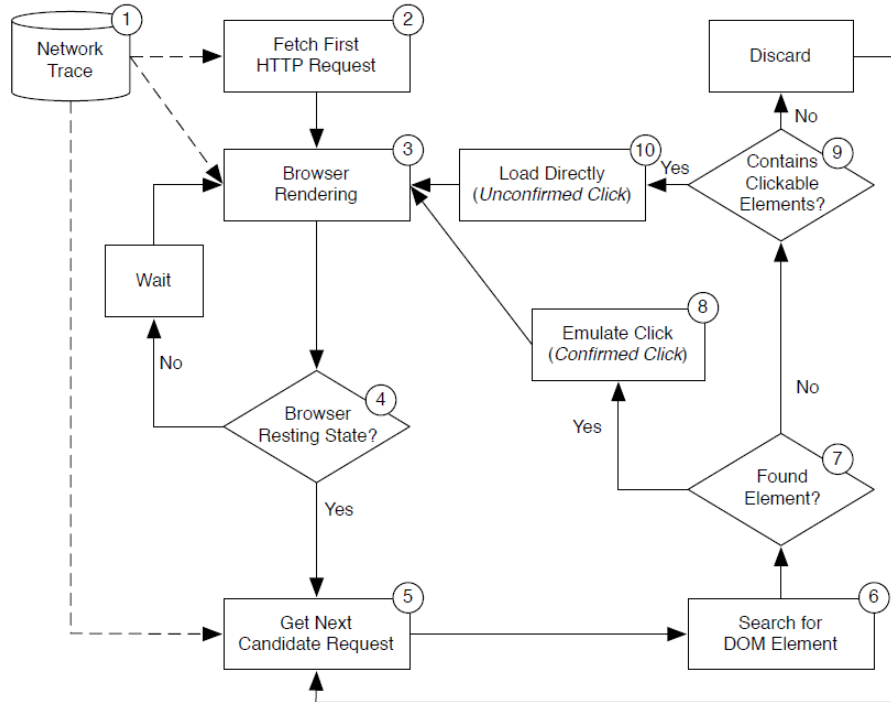 1
Network
Trace
2
Fetch First
HTTP Request
3
Browser
Rendering
Wait
No
4
Browser
Resting State?
Yes
5
Get Next
Candidate Request
6
Search for
DOM Element
7
Found
Element?
Yes
8
Emulate Click
(Confirmed Click)
No
9
Contains
Clickable
Elements?
Yes
10
Load Directly
(Unconfirmed Click)
No
Discard